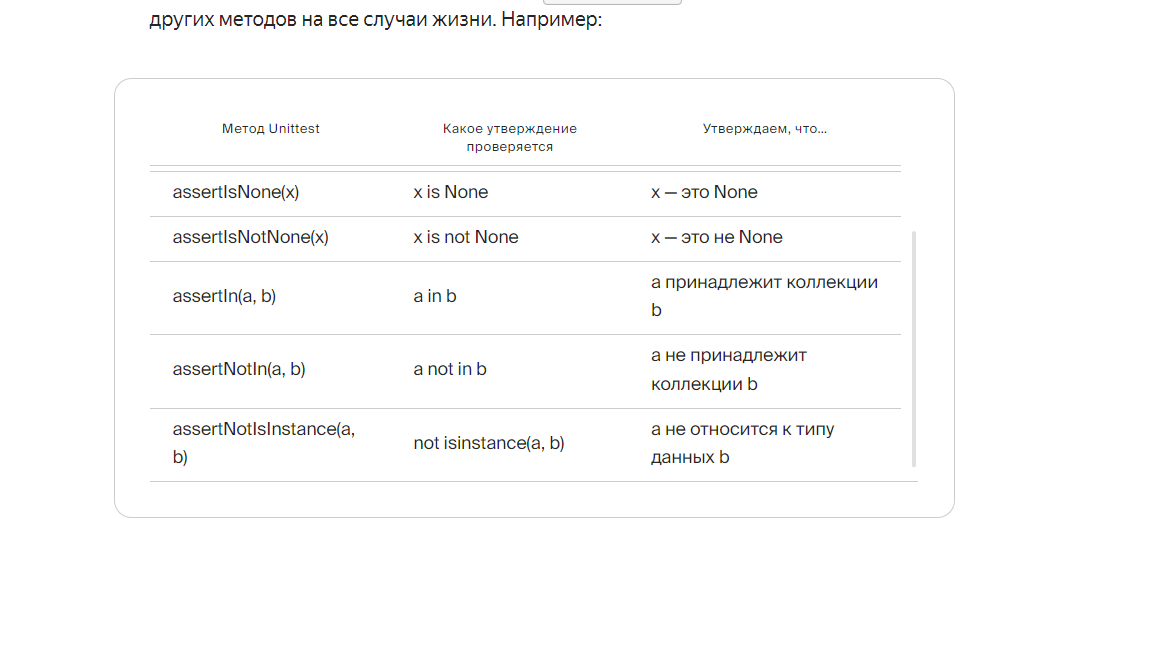 других методов на все случаи жизни. Например:
Метод Unittest
Какое утверждение
проверяется
Утверждаем, что...
assertIsNone(x)
x is None
x — это None
assertIsNotNone(x)
x is not None
x — это не None
assertIn(a, b)
a in b
a принадлежит коллекции
b
assertNotIn(a, b)
a not in b
a не принадлежит
коллекции b
assertNotIsInstance(a,
b)
not isinstance(a, b)
a не относится к типу
данных b